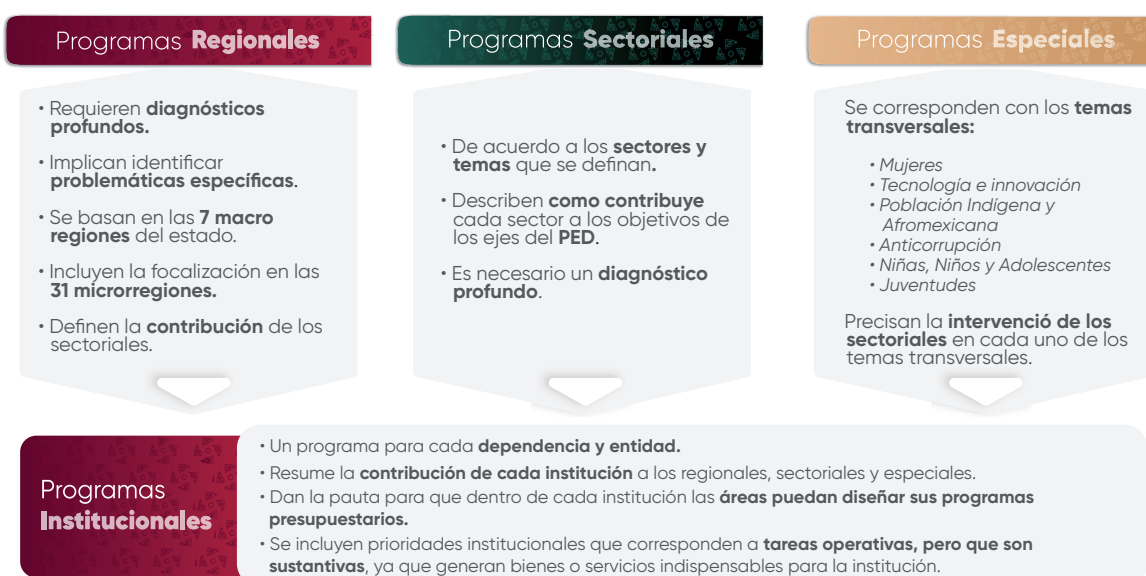 Programas Regionales
• Requieren diagnósticos
profundos.
• Implican identificar
problemáticas específicas.
• Se basan en las 7 macro
regiones del estado.
• Incluyen la focalización en las
31 microrregiones.
• Definen la contribución de los
sectoriales.
Programas Sectoriales
• De acuerdo a los sectores y
temas que se definan.
• Describen como contribuye
cada sector a los objetivos de
los ejes del PED.
• Es necesario un diagnóstico
profundo.
Programas Especiales
Se corresponden con los temas
transversales:
• Mujeres
• Tecnología e innovación
• Población Indígena y
Afromexicana
• Anticorrupción
• Niñas, Niños y Adolescentes
• Juventudes
Precisan la intervenció de los
sectoriales en cada uno de los
temas transversales.
Programas
Institucionales
• Un programa para cada dependencia y entidad.
• Resume la contribución de cada institución a los regionales, sectoriales y especiales.
• Dan la pauta para que dentro de cada institución las áreas puedan diseñar sus programas
presupuestarios.
• Se incluyen prioridades institucionales que corresponden a tareas operativas, pero que son
sustantivas, ya que generan bienes o servicios indispensables para la institución.